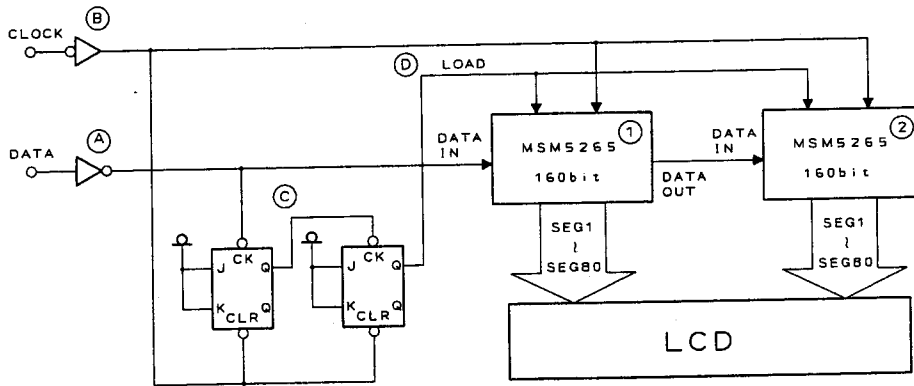 B
CLOCK
D
LOAD
A
DATA
DATA
IN
1
MSM5265
160bit
DATA
OUT
DATA
IN
2
MSM5265
160bit
C
J
CK
Q
K
Q
CLR
J
CK
Q
K
Q
CLR
SEG1
~
SEG80
SEG1
~
SEG80
LCD